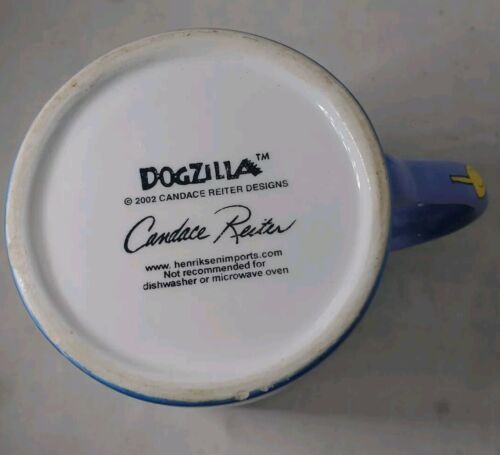 DOGZILLA™
© 2002 CANDACE REITER DESIGNS
Candace Reiter
www.henriksenimports.com
Not recommended for
dishwasher or microwave oven